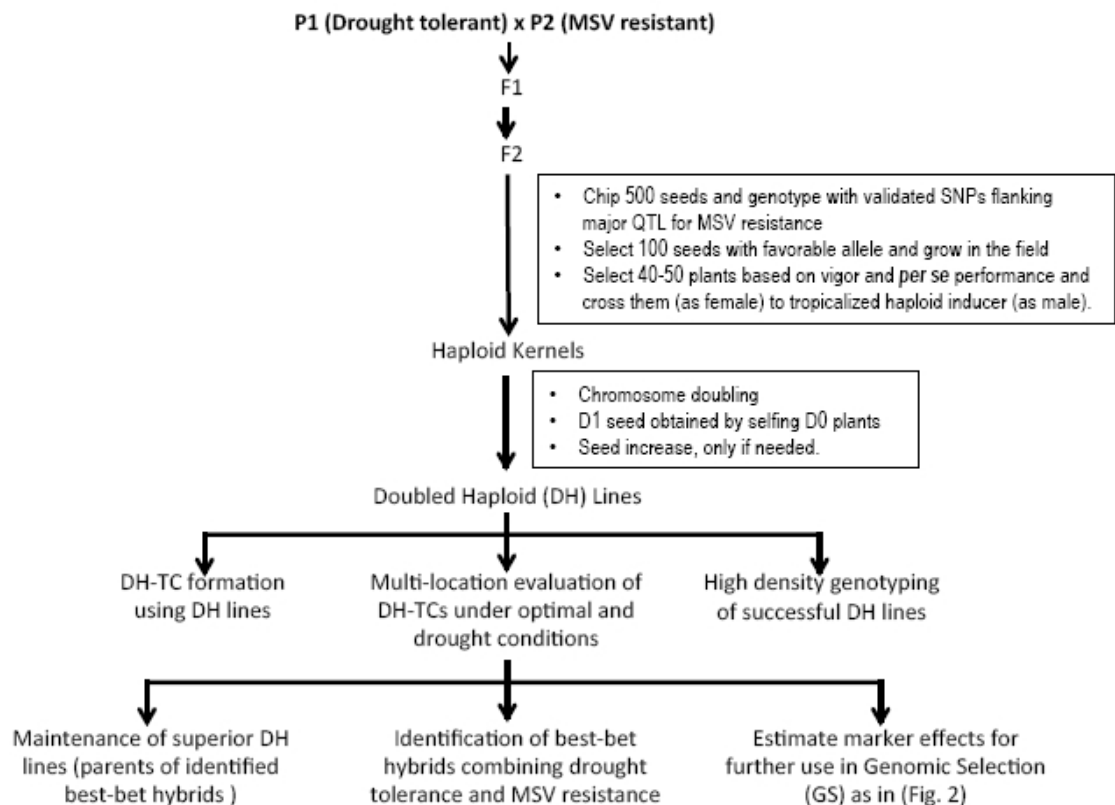 P1 (Drought tolerant) x P2 (MSV resistant)
F1
F2
• Chip 500 seeds and genotype with validated SNPs flanking
major QTL for MSV resistance
• Select 100 seeds with favorable allele and grow in the field
• Select 40-50 plants based on vigor and per se performance and
cross them (as female) to tropicalized haploid inducer (as male).
Haploid Kernels
• Chromosome doubling
• D1 seed obtained by selfing D0 plants
• Seed increase, only if needed.
Doubled Haploid (DH) Lines
DH-TC formation
using DH lines
Multi-location evaluation of
DH-TCs under optimal and
drought conditions
High density genotyping
of successful DH lines
Maintenance of superior DH
lines (parents of identified
best-bet hybrids )
Identification of best-bet
hybrids combining drought
tolerance and MSV resistance
Estimate marker effects for
further use in Genomic Selection
(GS) as in (Fig. 2)